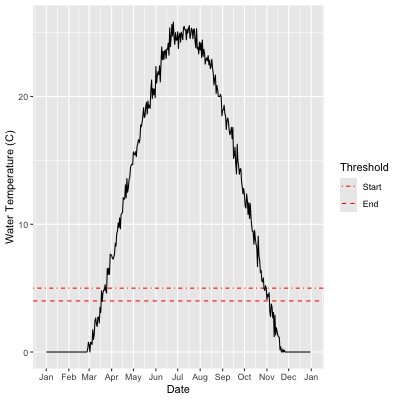 Water Temperature (C)
20
10
0
Jan Feb Mar Apr May Jun Jul Aug Sep Oct Nov Dec Jan
Date
Threshold
Start
End